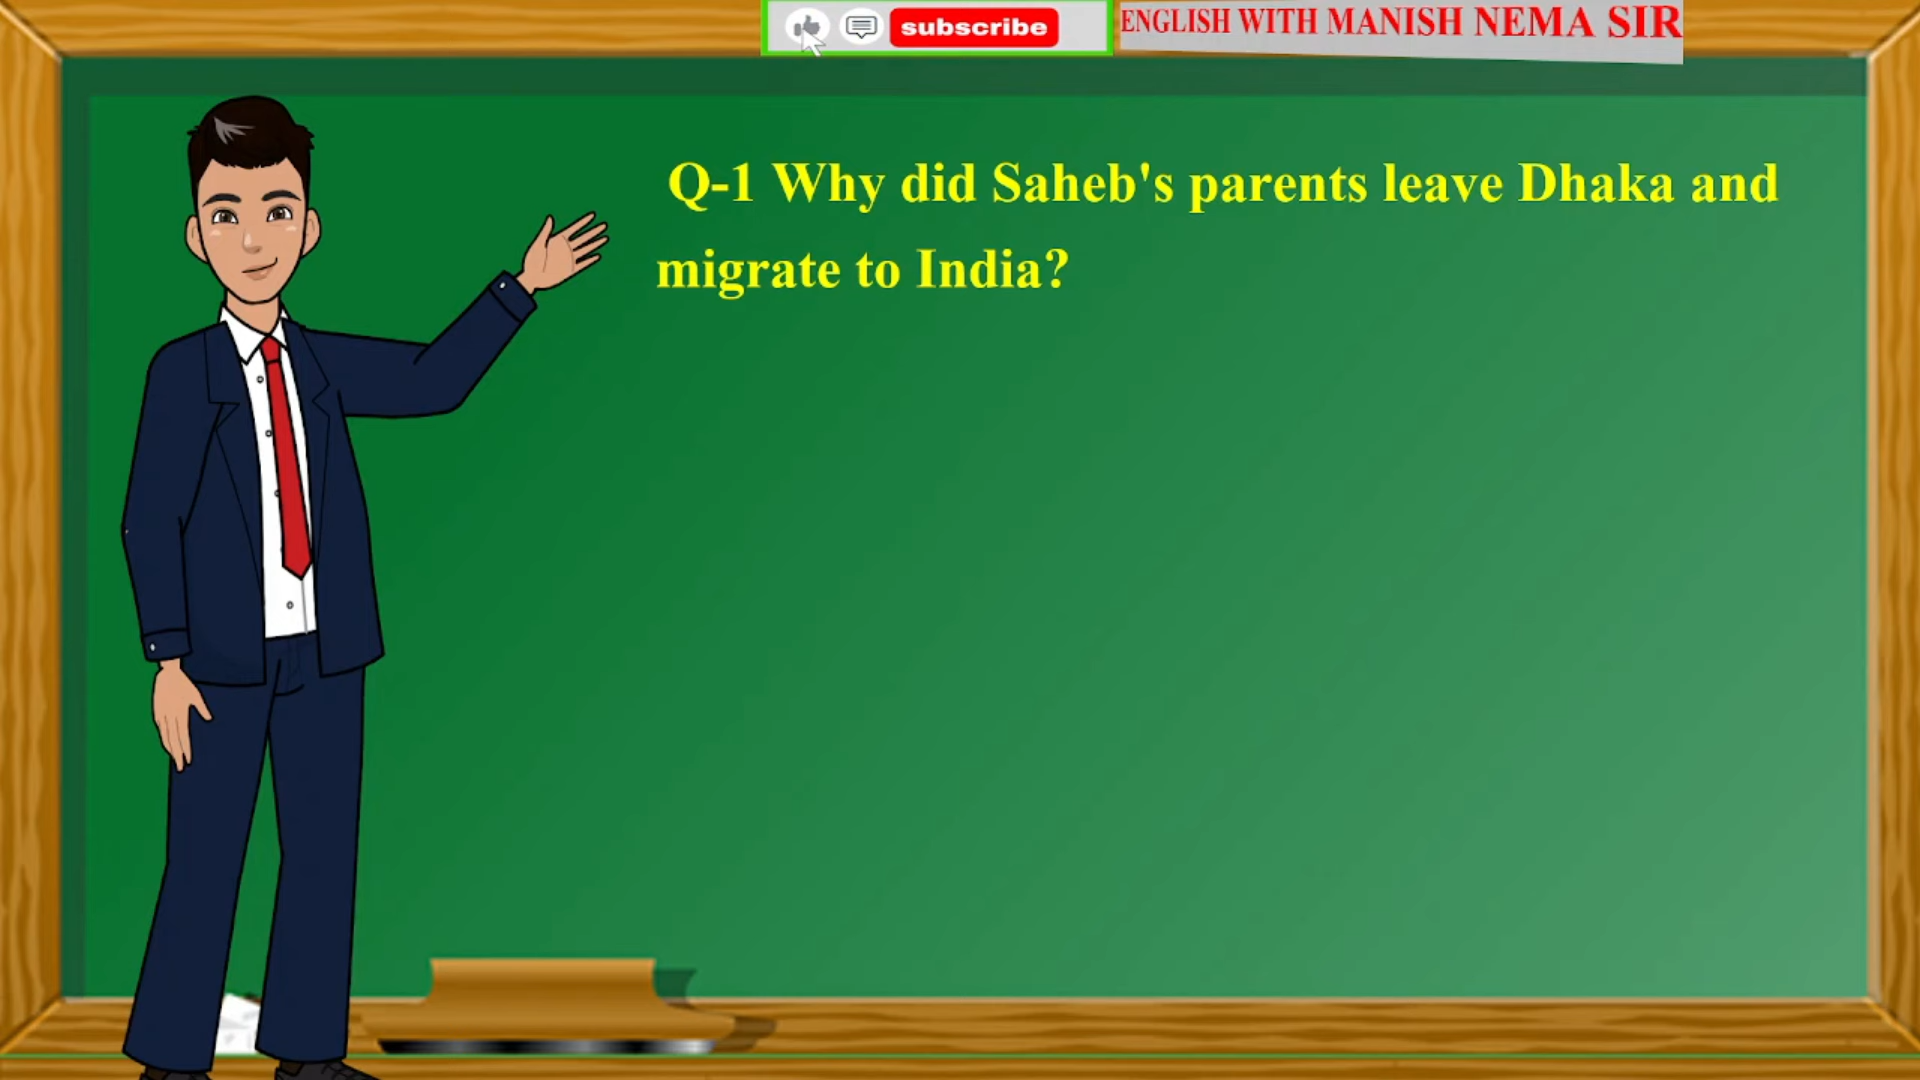 subscribe
ENGLISH WITH MANISH NEMA SIR
Q-1 Why did Saheb's parents leave Dhaka and
migrate to India?